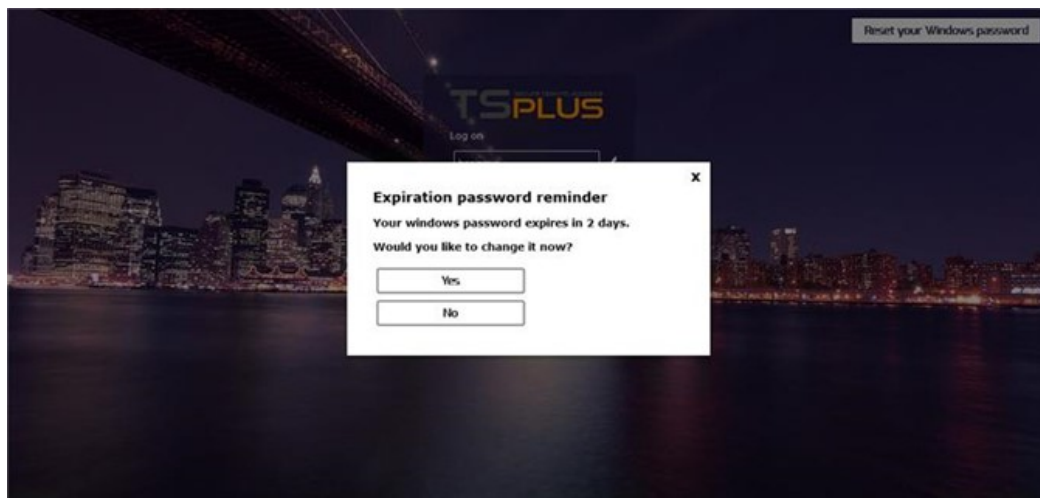 Reset your Windows password
TSPLUS
Log on
x
Expiration password reminder
Your windows password expires in 2 days.
Would you like to change it now?
Yes
No